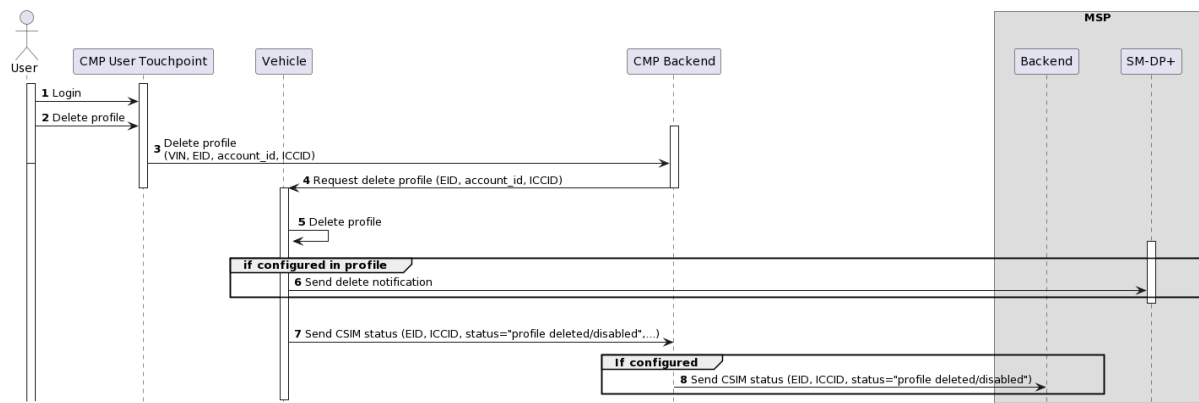 MSP
User
CMP User Touchpoint
Vehicle
CMP Backend
Backend
SM-DP+
1 Login
2 Delete profile
3 Delete profile
(VIN, EID, account_id, ICCID)
4 Request delete profile (EID, account_id, ICCID)
5 Delete profile
if configured in profile
6 Send delete notification
7 Send CSIM status (EID, ICCID, status="profile deleted/disabled",...)
If configured
8 Send CSIM status (EID, ICCID, status="profile deleted/disabled")